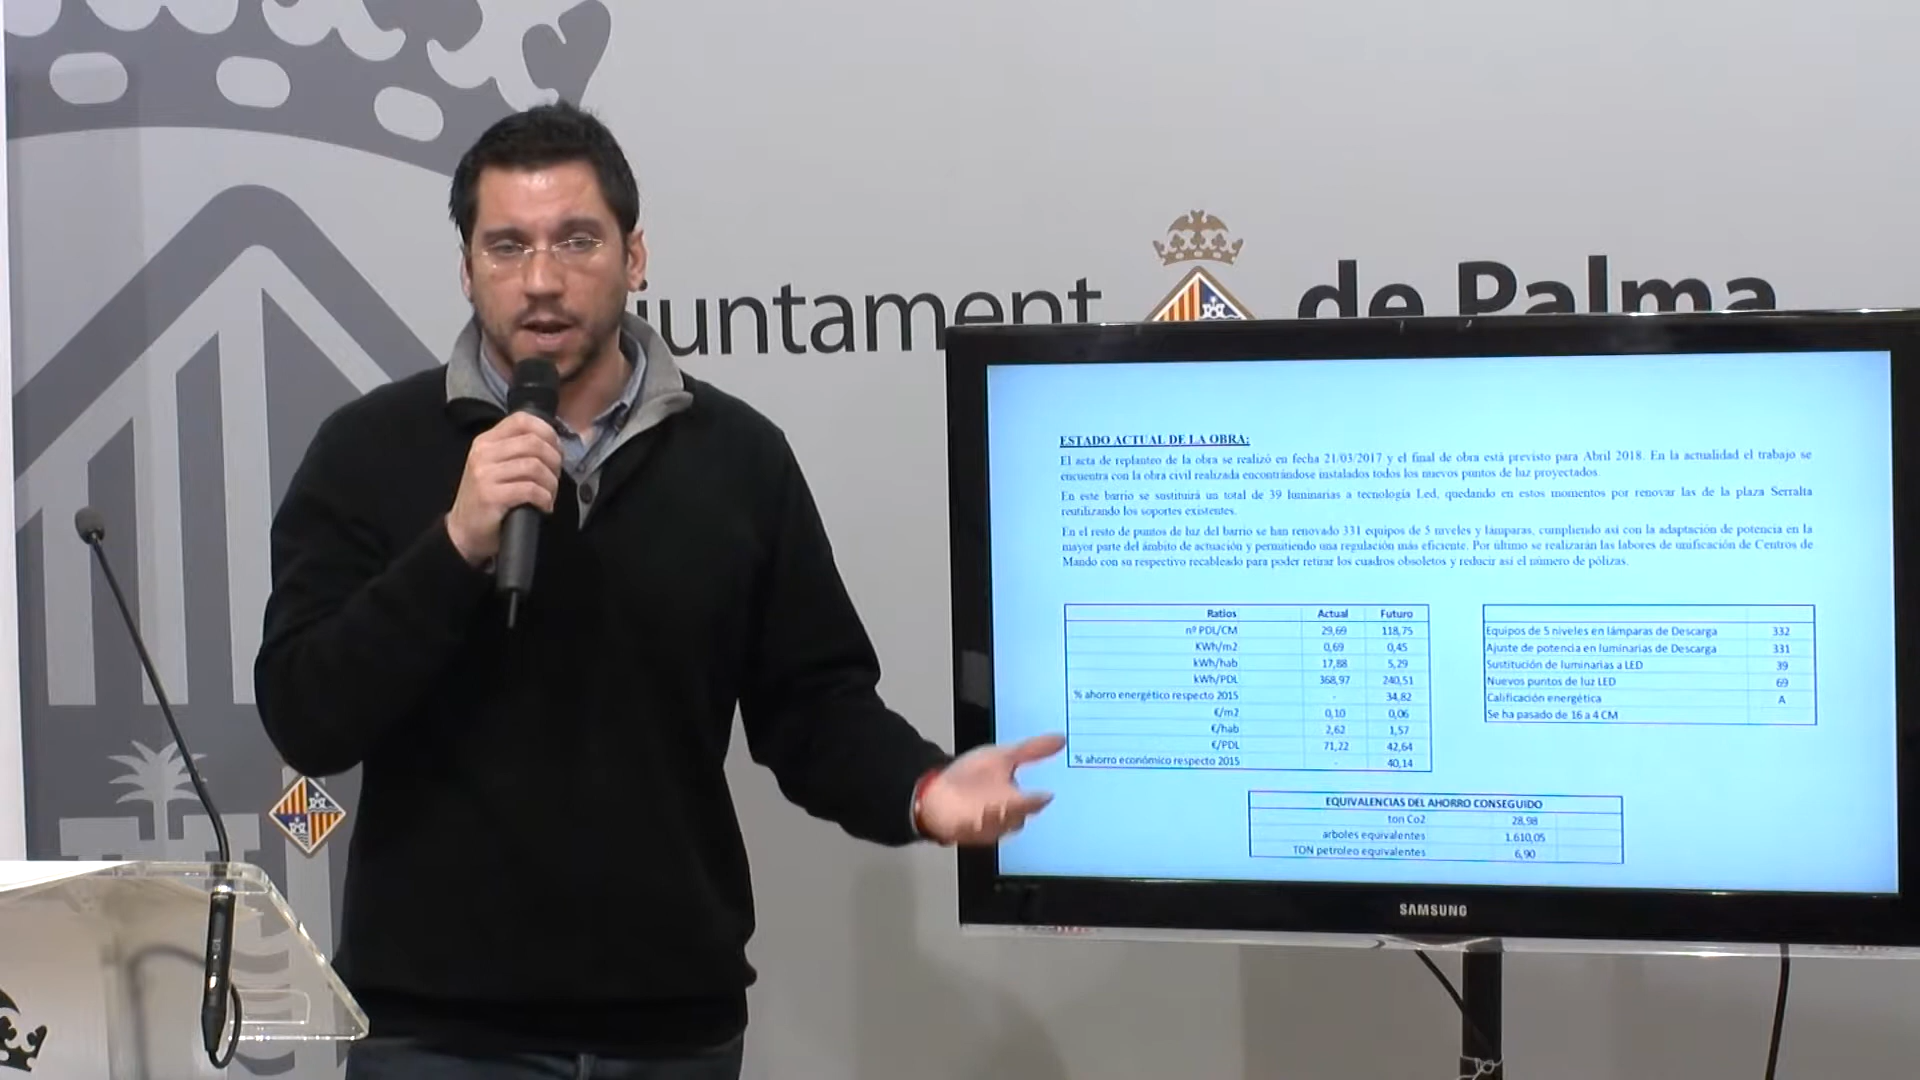 juntament de Palma
ESTADO ACTUAL DE LA OBRA:
El acta de replanteo de la obra se realizó en fecha 21/03/2017 y el final de obra está previsto para Abril 2018. En la actualidad el trabajo se
encuentra con la obra civil realizada encontrándose instalados todos los nuevos puntos de luz proyectados.
En este barrio se sustituirá un total de 39 luminarias a tecnología Led, quedando en estos momentos por renovar las de la plaza Serralta
reutilizando los soportes existentes.
En el resto de puntos de luz del barrio se han renovado 331 equipos de 5 niveles y lámparas, cumpliendo así con la adaptación de potencia en la
mayor parte del ámbito de actuación y permitiendo una regulación más eficiente. Por último se realizarán las labores de unificación de Centros de
Mando con su respectivo recableado para poder retirar los cuadros obsoletos y reducir así el número de pólizas.
Ratios Actual Futuro
nº PDL/CM 29,69 118,75
KWh/m2 0,69 0,45
kWh/hab 17,88 5,29
kWh/PDL 368,97 240,51
% ahorro energético respecto 2015 - 34,82
€/m2 0,10 0,06
€/hab 2,62 1,57
€/PDL 71,22 42,64
% ahorro económico respecto 2015 - 40,14
Equipos de 5 niveles en lámparas de Descarga 332
Ajuste de potencia en luminarias de Descarga 331
Sustitución de luminarias a LED 39
Nuevos puntos de luz LED 69
Calificación energética A
Se ha pasado de 16 a 4 CM
EQUIVALENCIAS DEL AHORRO CONSEGUIDO
ton Co2 28,98
arboles equivalentes 1.610,05
TON petroleo equivalentes 6,90
SAMSUNG